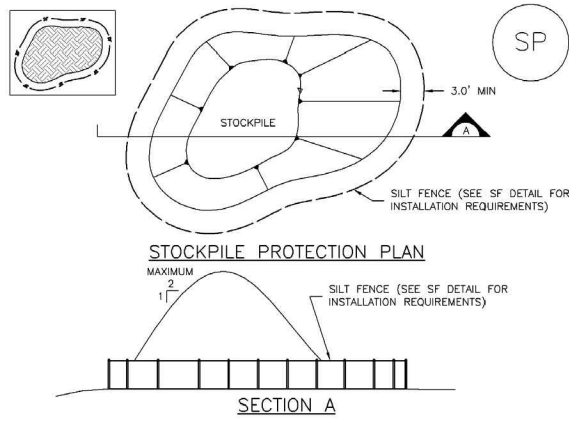 SP
STOCKPILE
3.0' MIN
A
SILT FENCE (SEE SF DETAIL FOR
INSTALLATION REQUIREMENTS)
STOCKPILE PROTECTION PLAN
MAXIMUM
2
1
SILT FENCE (SEE SF DETAIL FOR
INSTALLATION REQUIREMENTS)
SECTION A